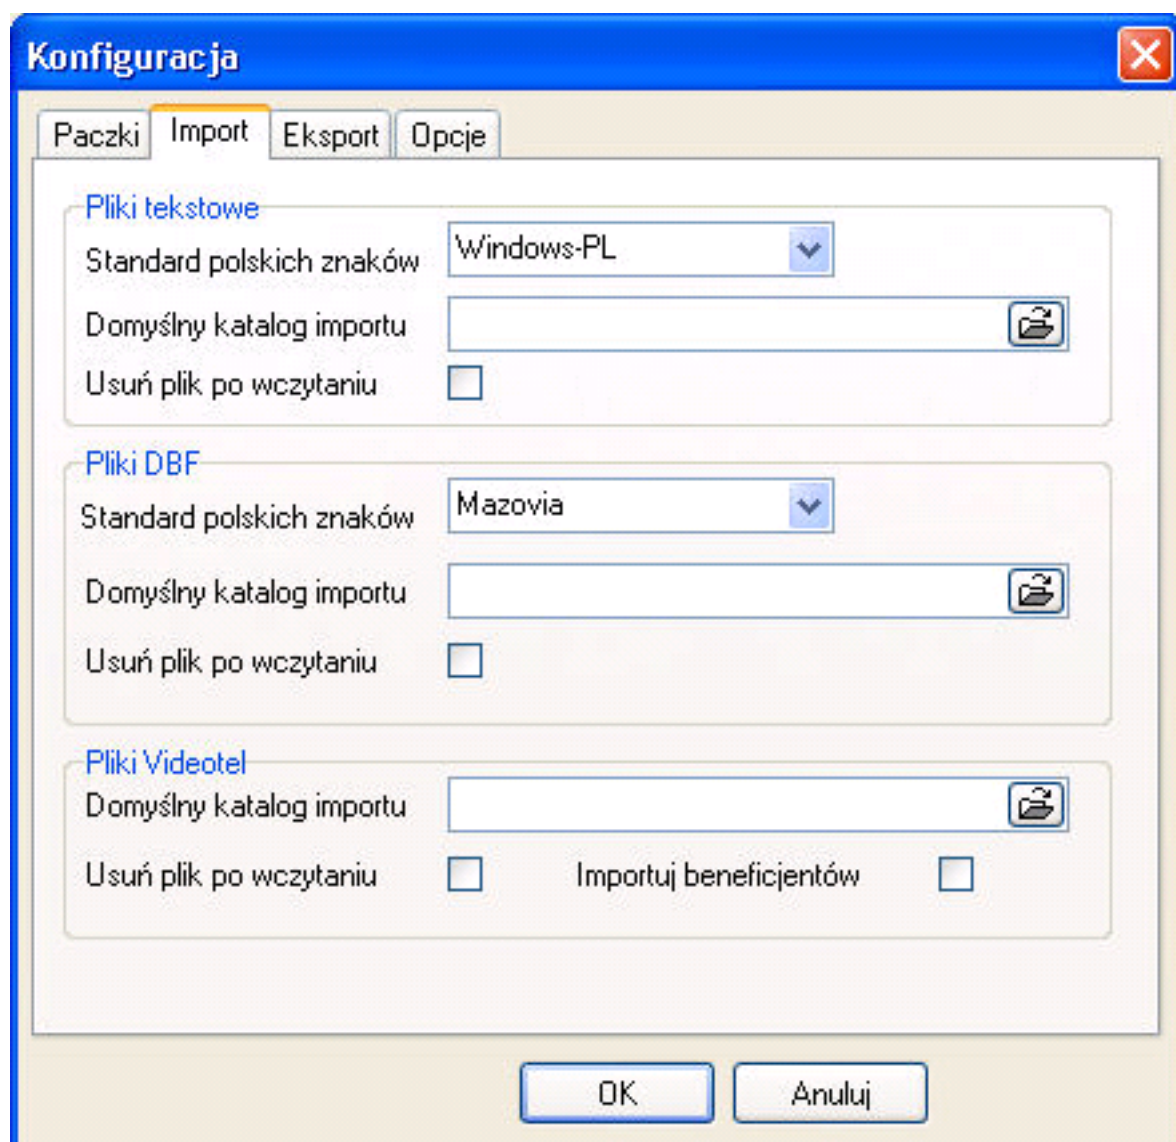 Konfiguracja
Paczki Import Eksport Opcje
Pliki tekstowe
Standard polskich znaków Windows-PL
Domyślny katalog importu
Usuń plik po wczytaniu
Pliki DBF
Standard polskich znaków Mazovia
Domyślny katalog importu
Usuń plik po wczytaniu
Pliki Videotel
Domyślny katalog importu
Usuń plik po wczytaniu Importuj beneficjentów
OK Anuluj